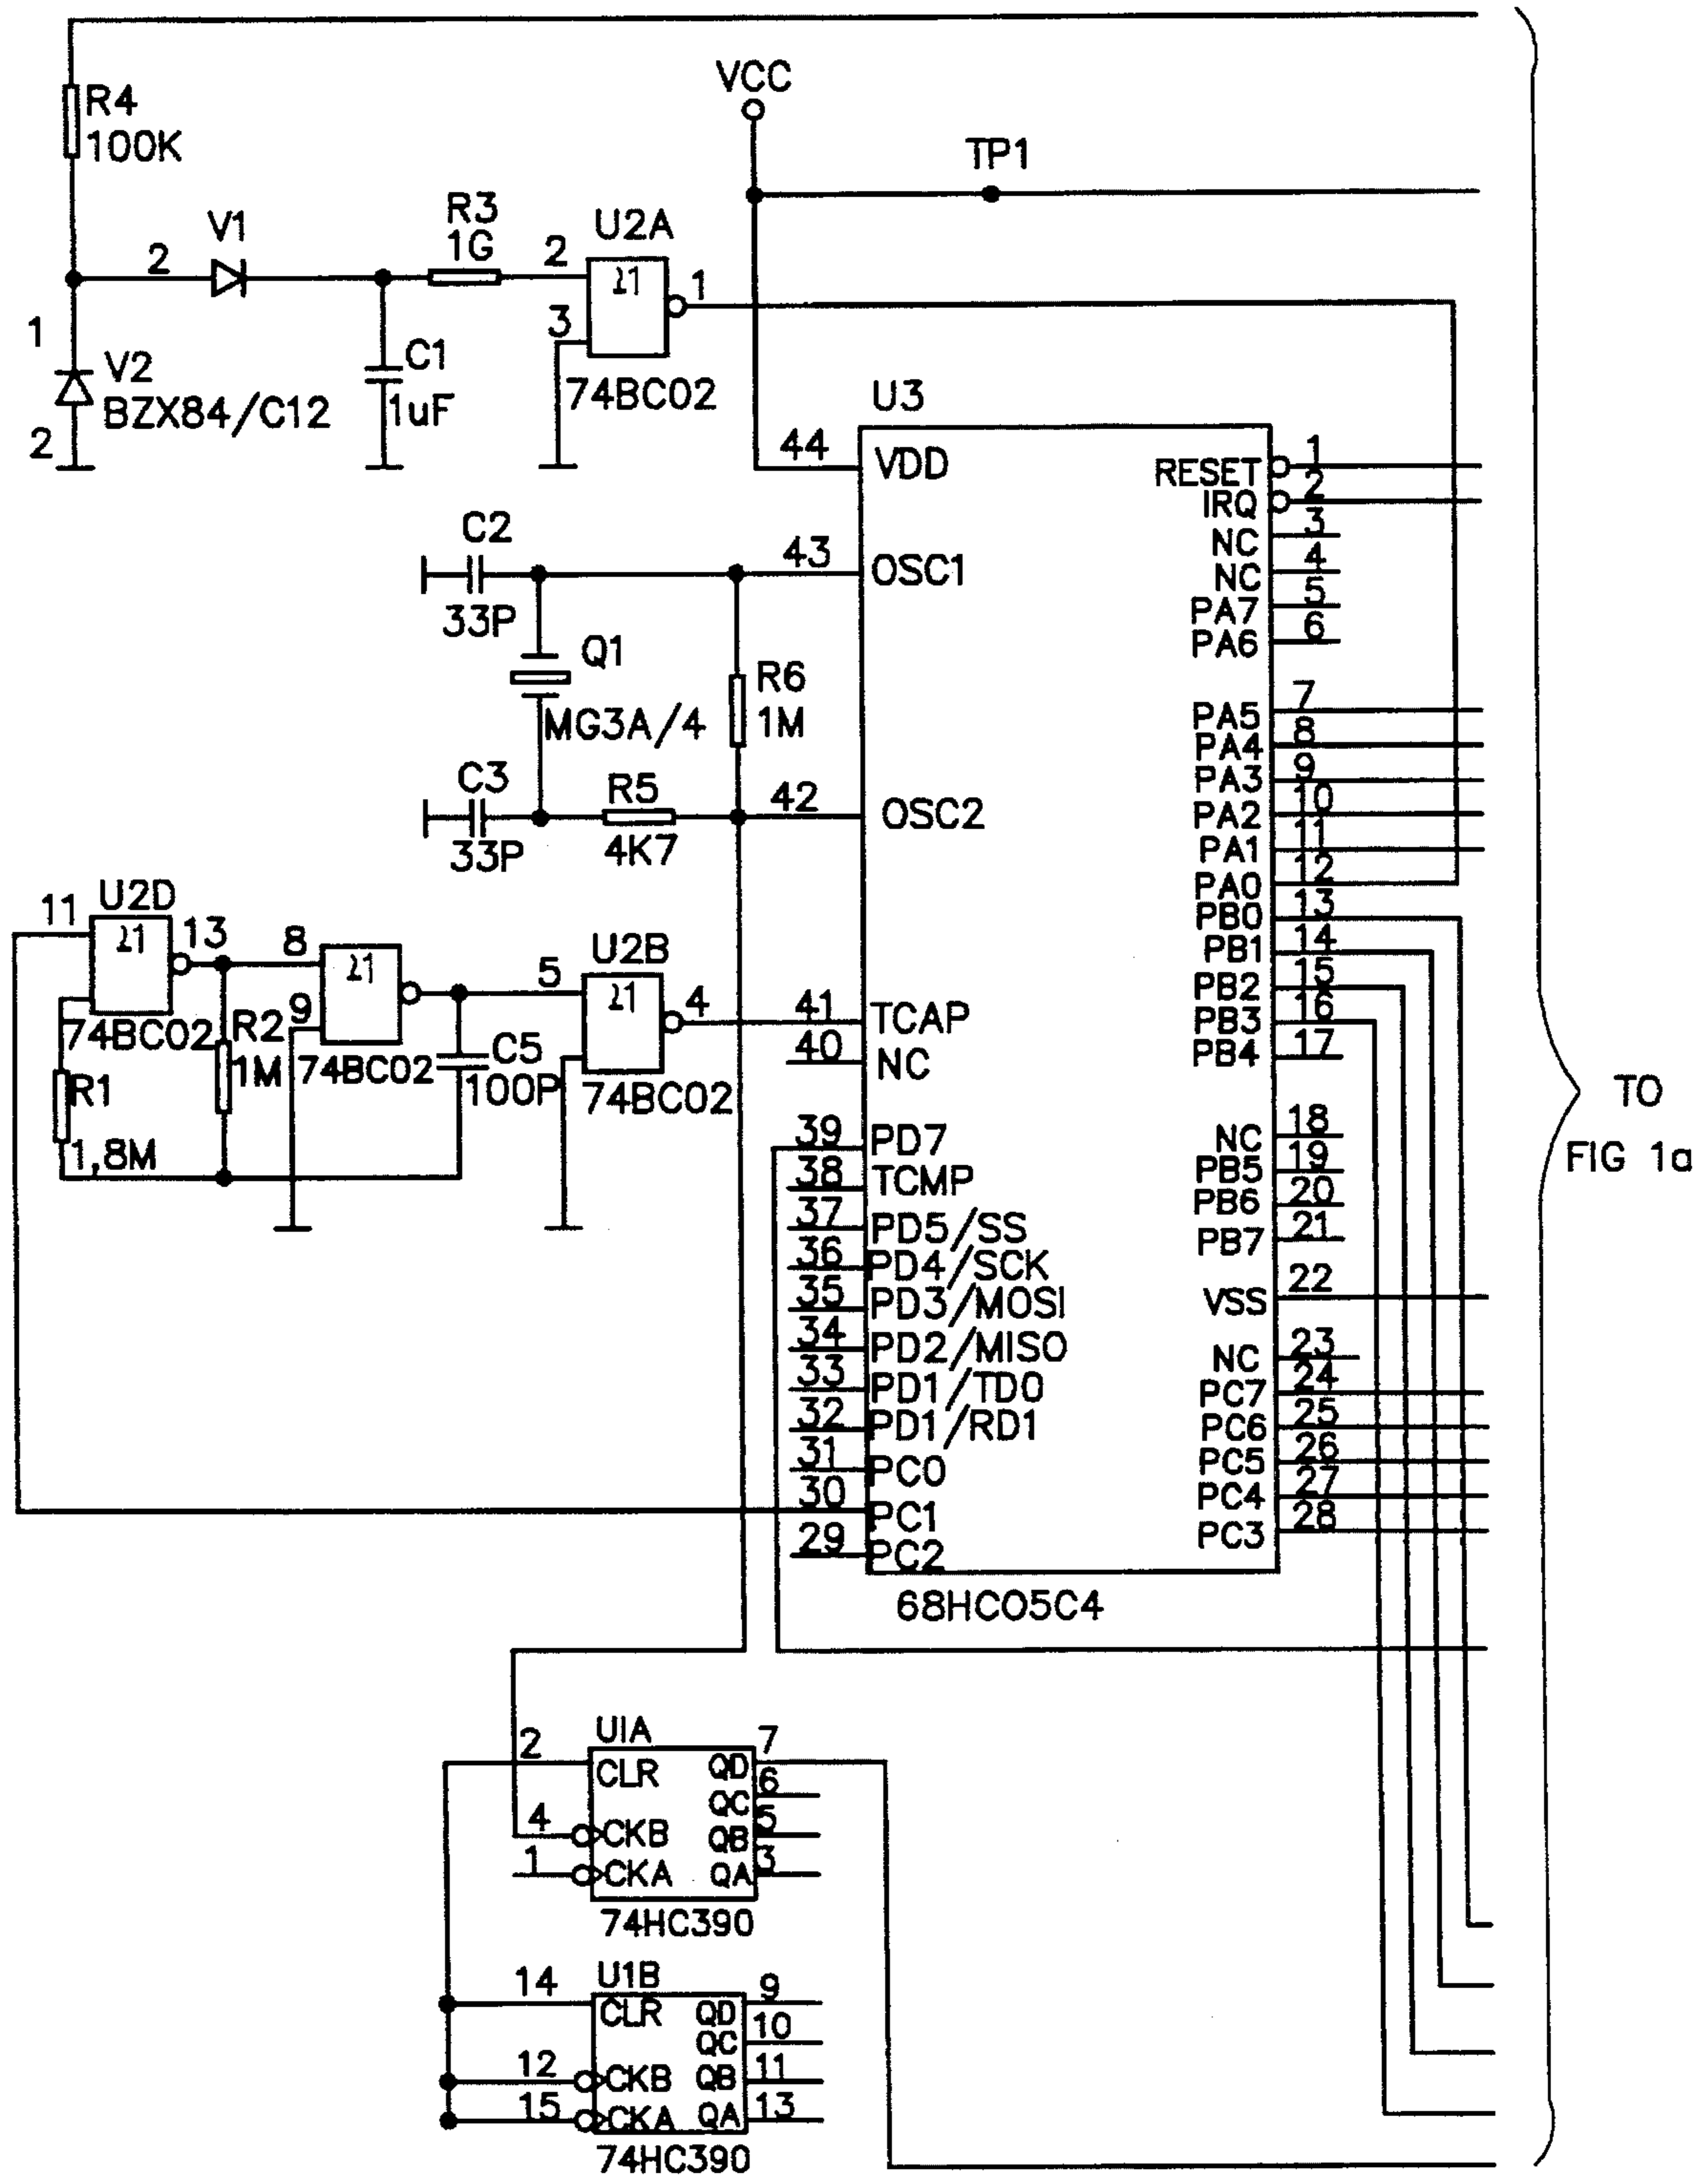 R4
100K
VCC
TP1
V1
2
R3
1G
2
U2A
1
3
74BC02
1
V2
BZX84/C12
2
C1
1uF
U3
44
VDD
C2
33P
43
OSC1
Q1
MG3A/4
R6
1M
C3
33P
R5
4K7
42
OSC2
11
U2D
13
74BC02
R1
1,8M
R2
1M
8
9
74BC02
C5
100P
5
U2B
4
74BC02
41
TCAP
40
NC
39
PD7
38
TCMP
37
PD5/SS
36
PD4/SCK
35
PD3/MOSI
34
PD2/MISO
33
PD1/TD0
32
PD1/RD1
31
PC0
30
PC1
29
PC2
RESET
1
IRQ
2
NC
3
NC
4
PA7
5
PA6
6
PA5
7
PA4
8
PA3
9
PA2
10
PA1
11
PA0
12
PB0
13
PB1
14
PB2
15
PB3
16
PB4
17
NC
18
PB5
19
PB6
20
PB7
21
VSS
22
NC
23
PC7
24
PC6
25
PC5
26
PC4
27
PC3
28
68HC05C4
TO
FIG 1a
UIA
2
CLR
QD
7
QC
6
4
CKB
QB
5
1
CKA
QA
3
74HC390
U1B
14
CLR
QD
9
QC
10
12
CKB
QB
11
15
CKA
QA
13
74HC390